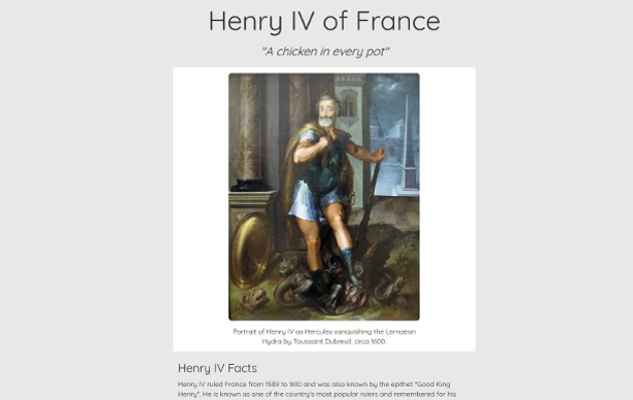 Henry IV of France
"A chicken in every pot"
Portrait of Henry IV as Hercules vanquishing the Lernaean
Hydra by Toussaint Dubreuil, circa 1600.
Henry IV Facts
Henry IV ruled France from 1589 to 1610 and was also known by the epithet "Good King
Henry". He is known as one of the country's most popular rulers and remembered for his